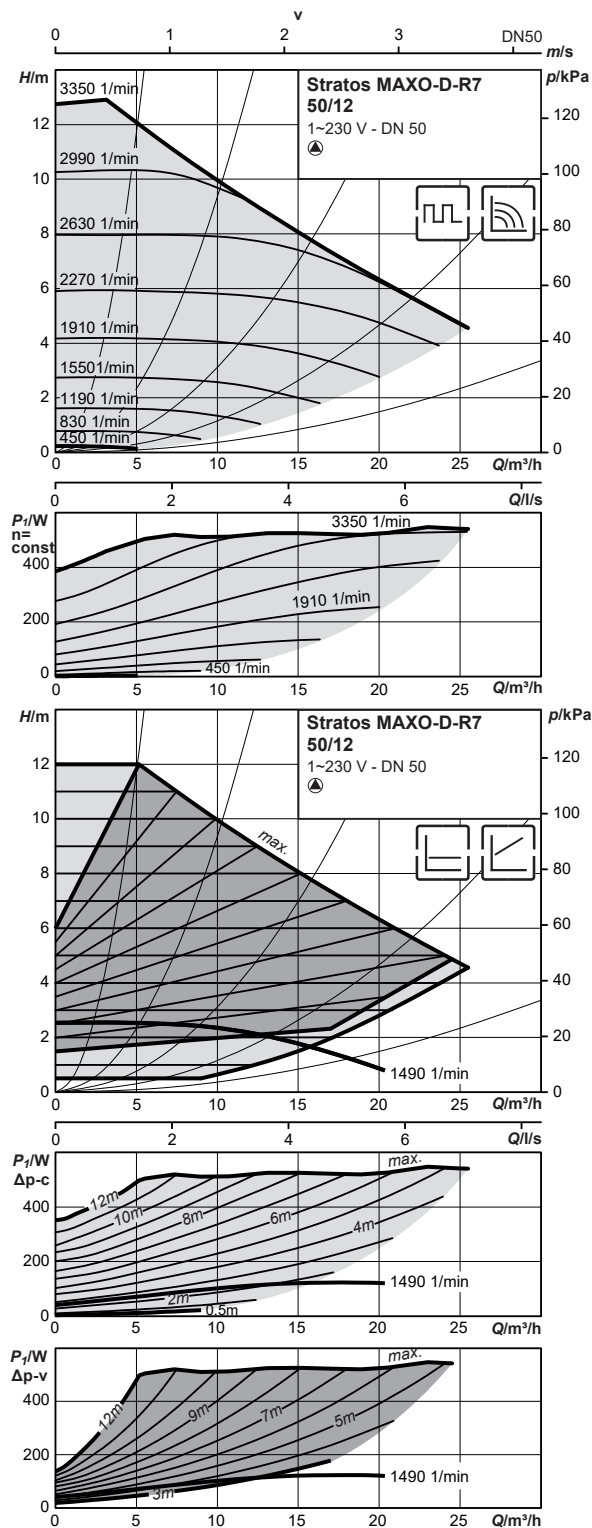 v
0 1 2 3 DN50
m/s
H/m p/kPa
3350 1/min
Stratos MAXO-D-R7
50/12
1~230 V - DN 50
12 120
2990 1/min
10 100
2630 1/min
8 80
2270 1/min
6 60
1910 1/min
4 40
1550 1/min
2 20
1190 1/min
830 1/min
450 1/min
0 0
0 5 10 15 20 25 Q/m³/h
0 2 4 6 Q/l/s
P₁/W
n=
const
3350 1/min
400
200
1910 1/min
450 1/min
0
0 5 10 15 20 25 Q/m³/h
H/m p/kPa
Stratos MAXO-D-R7
50/12
1~230 V - DN 50
12 120
10 100
max.
8 80
6 60
4 40
2 20
1490 1/min
0 0
0 5 10 15 20 25 Q/m³/h
0 2 4 6 Q/l/s
P₁/W
Δp-c
max.
400
12m
10m
8m
6m
4m
200
1490 1/min
2m
0.5m
0
0 5 10 15 20 25 Q/m³/h
P₁/W
Δp-v
max.
400
12m
9m
7m
5m
200
1490 1/min
3m
0
0 5 10 15 20 25 Q/m³/h